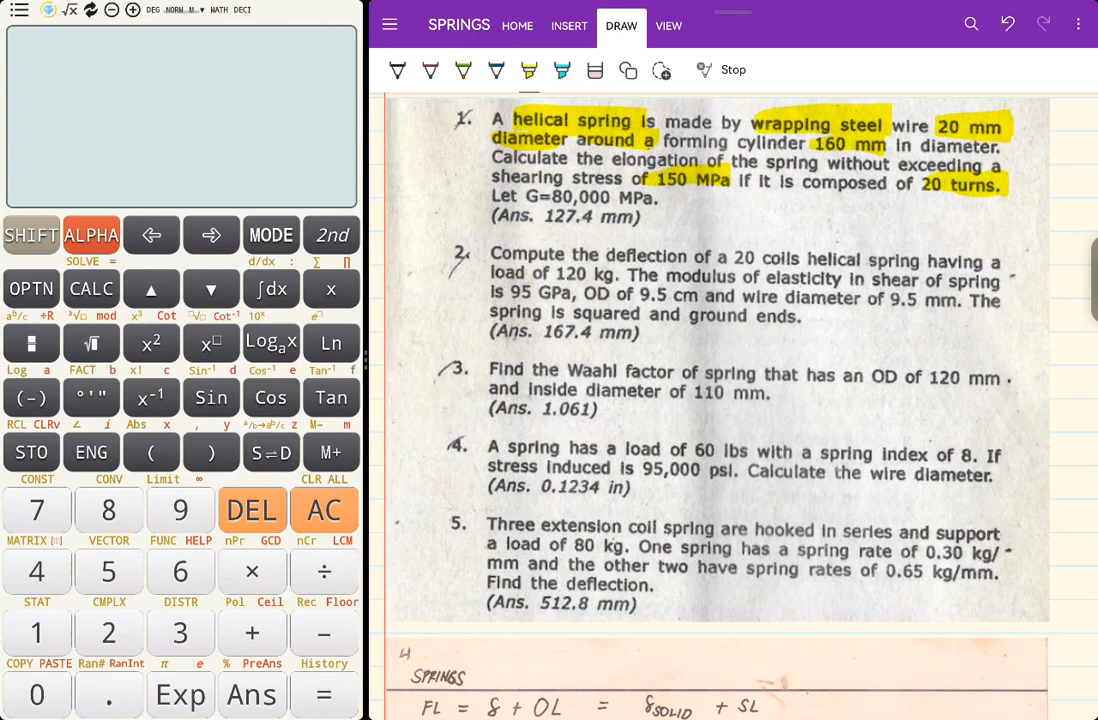 DEG NORM M ▼ MATH DECI
SHIFT ALPHA MODE 2nd
SOLVE = d/dx : ∑ ∏
OPTN CALC ▲ ▼ ∫dx x
a b/c ÷R ³√□ mod x³ Cot Cot⁻¹ 10ˣ e□
√ x² x□ Logₐx Ln
Log a FACT b x! c Sin⁻¹ d Cos⁻¹ e Tan⁻¹ f
(−) °'" x⁻¹ Sin Cos Tan
RCL CLRv ∠ i Abs x , y a b/c↔d/c z M− m
STO ENG ( ) S⇌D M+
CONST CONV Limit ∞ CLR ALL
7 8 9 DEL AC
MATRIX VECTOR FUNC HELP nPr GCD nCr LCM
4 5 6 × ÷
STAT CMPLX DISTR Pol Ceil Rec Floor
1 2 3 + −
COPY PASTE Ran# RanInt π e % PreAns History
0 . Exp Ans =
SPRINGS HOME INSERT DRAW VIEW
Stop
1. A helical spring is made by wrapping steel wire 20 mm
diameter around a forming cylinder 160 mm in diameter.
Calculate the elongation of the spring without exceeding a
shearing stress of 150 MPa if it is composed of 20 turns.
Let G=80,000 MPa.
(Ans. 127.4 mm)
2. Compute the deflection of a 20 coils helical spring having a
load of 120 kg. The modulus of elasticity in shear of spring
is 95 GPa, OD of 9.5 cm and wire diameter of 9.5 mm. The
spring is squared and ground ends.
(Ans. 167.4 mm)
3. Find the Waahl factor of spring that has an OD of 120 mm
and inside diameter of 110 mm.
(Ans. 1.061)
4. A spring has a load of 60 lbs with a spring index of 8. If
stress induced is 95,000 psi. Calculate the wire diameter.
(Ans. 0.1234 in)
5. Three extension coil spring are hooked in series and support
a load of 80 kg. One spring has a spring rate of 0.30 kg/
mm and the other two have spring rates of 0.65 kg/mm.
Find the deflection.
(Ans. 512.8 mm)
SPRINGS
FL = δ + OL = δSOLID + SL